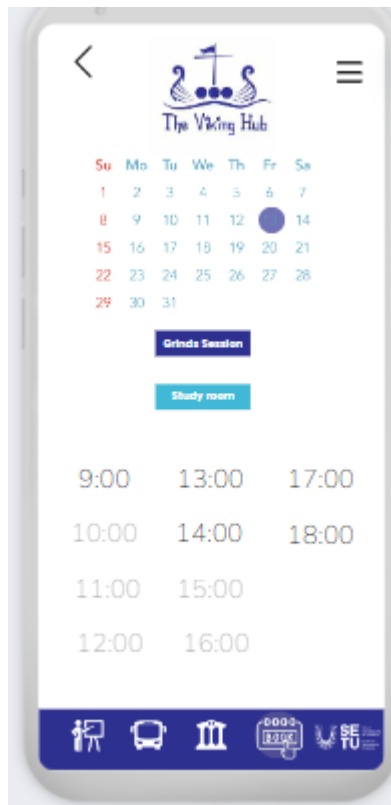 The Viking Hub
Su Mo Tu We Th Fr Sa
1 2 3 4 5 6 7
8 9 10 11 12 13 14
15 16 17 18 19 20 21
22 23 24 25 26 27 28
29 30 31
Grinds Session
Study room
9:00 13:00 17:00
10:00 14:00 18:00
11:00 15:00
12:00 16:00
BOOK
SE
TU